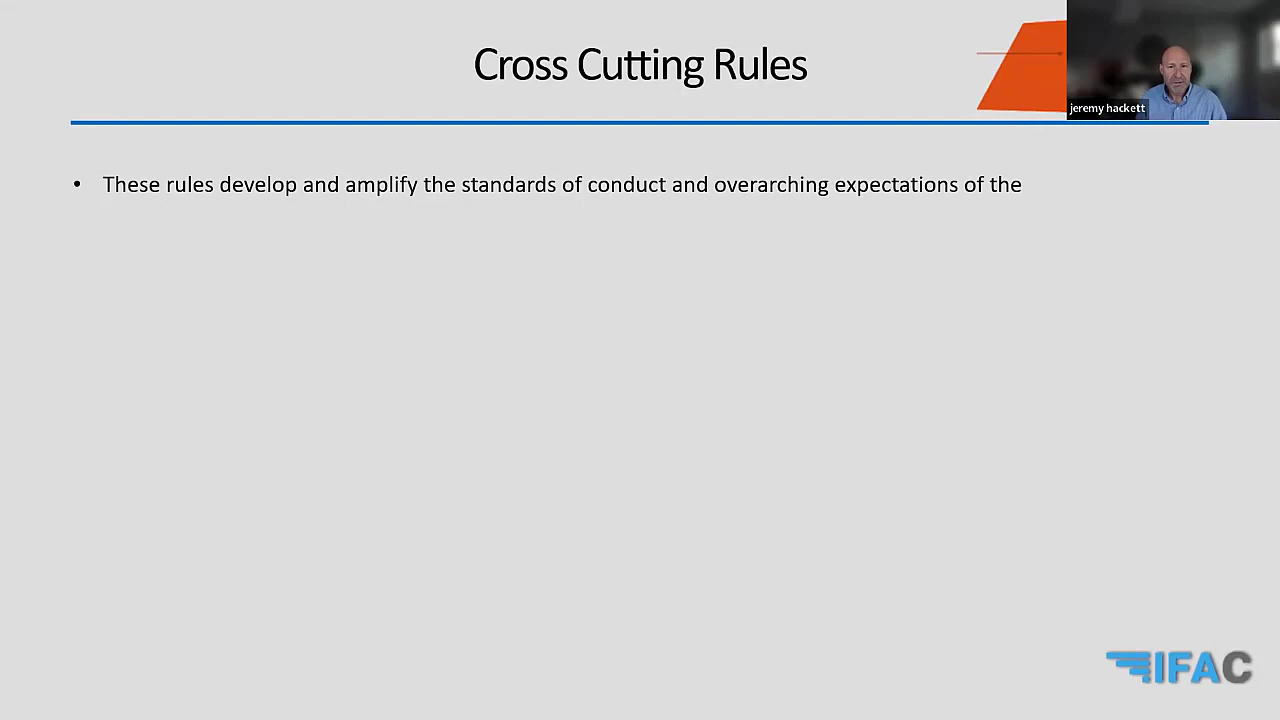 Cross Cutting Rules
jeremy hackett
• These rules develop and amplify the standards of conduct and overarching expectations of the
IFAC